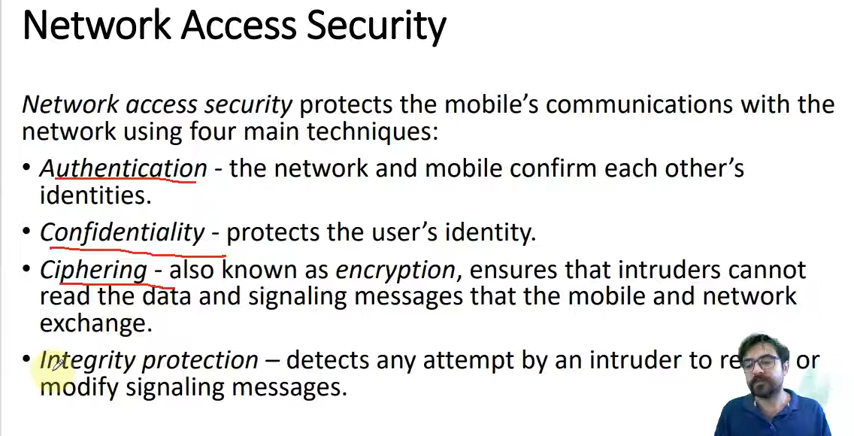 Network Access Security
Network access security protects the mobile's communications with the
network using four main techniques:
• Authentication - the network and mobile confirm each other's
identities.
• Confidentiality - protects the user's identity.
• Ciphering - also known as encryption, ensures that intruders cannot
read the data and signaling messages that the mobile and network
exchange.
• Integrity protection – detects any attempt by an intruder to or
modify signaling messages.